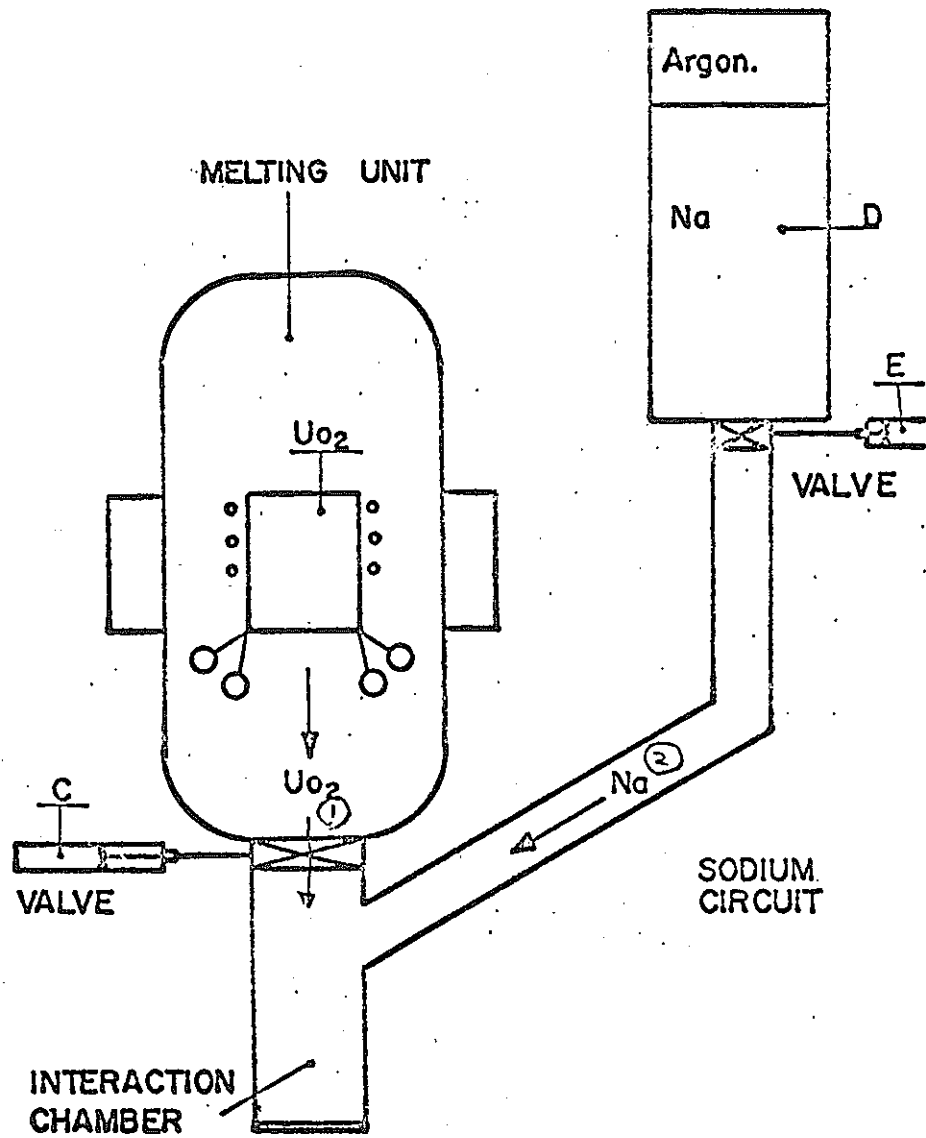 Argon.
MELTING UNIT
Na
D
E
Uo₂
VALVE
Uo₂
①
Na
②
C
VALVE
SODIUM
CIRCUIT
INTERACTION
CHAMBER